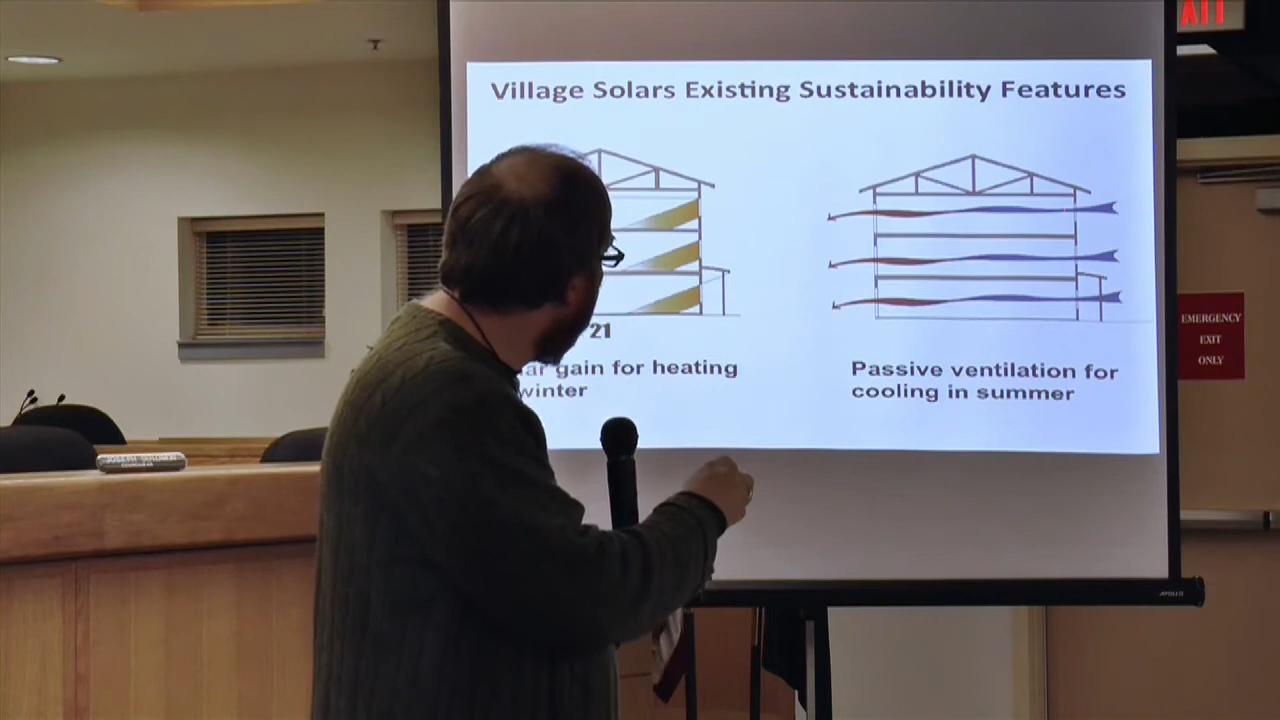 EXIT
Village Solars Existing Sustainability Features
21
gain for heating
winter
Passive ventilation for
cooling in summer
EMERGENCY
EXIT
ONLY
APOLLO